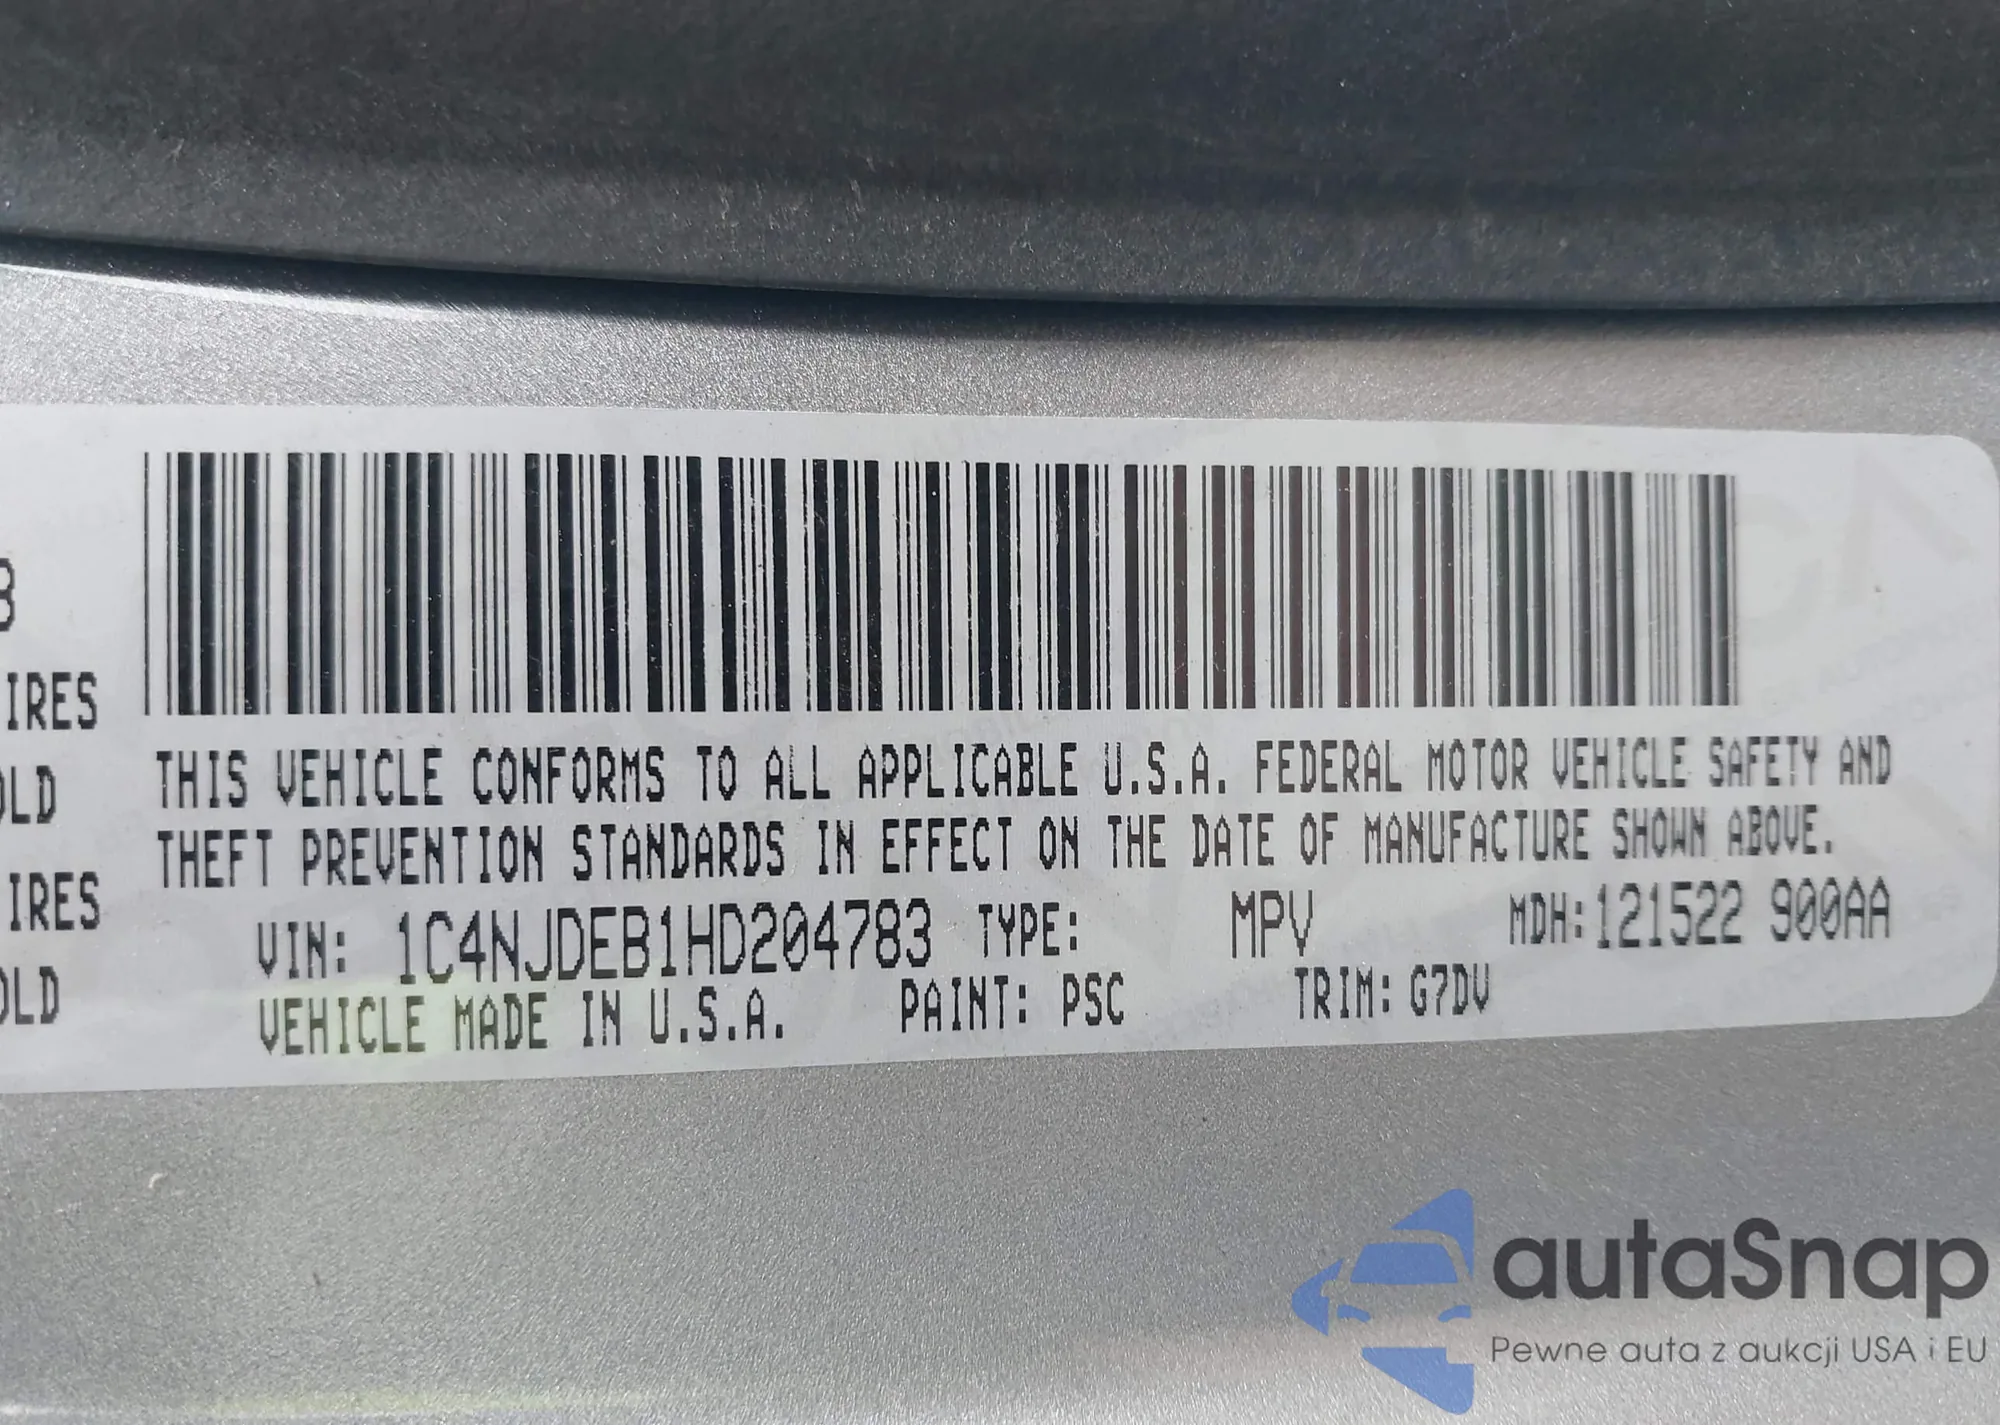 3
IRES
OLD
IRES
OLD
THIS VEHICLE CONFORMS TO ALL APPLICABLE U.S.A. FEDERAL MOTOR VEHICLE SAFETY AND
THEFT PREVENTION STANDARDS IN EFFECT ON THE DATE OF MANUFACTURE SHOWN ABOVE.
VIN: 1C4NJDEB1HD204783 TYPE: MPV MDH:121522 900AA
VEHICLE MADE IN U.S.A. PAINT: PSC TRIM: G7DV
autaSnap
Pewne auta z aukcji USA i EU